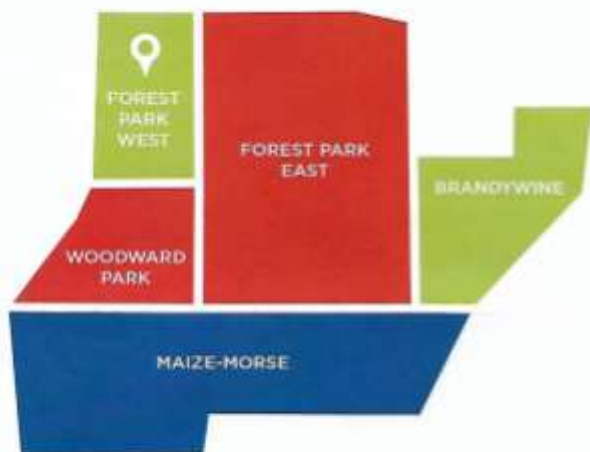 FOREST
PARK
WEST
FOREST PARK
EAST
BRANDYWINE
WOODWARD
PARK
MAIZE-MORSE